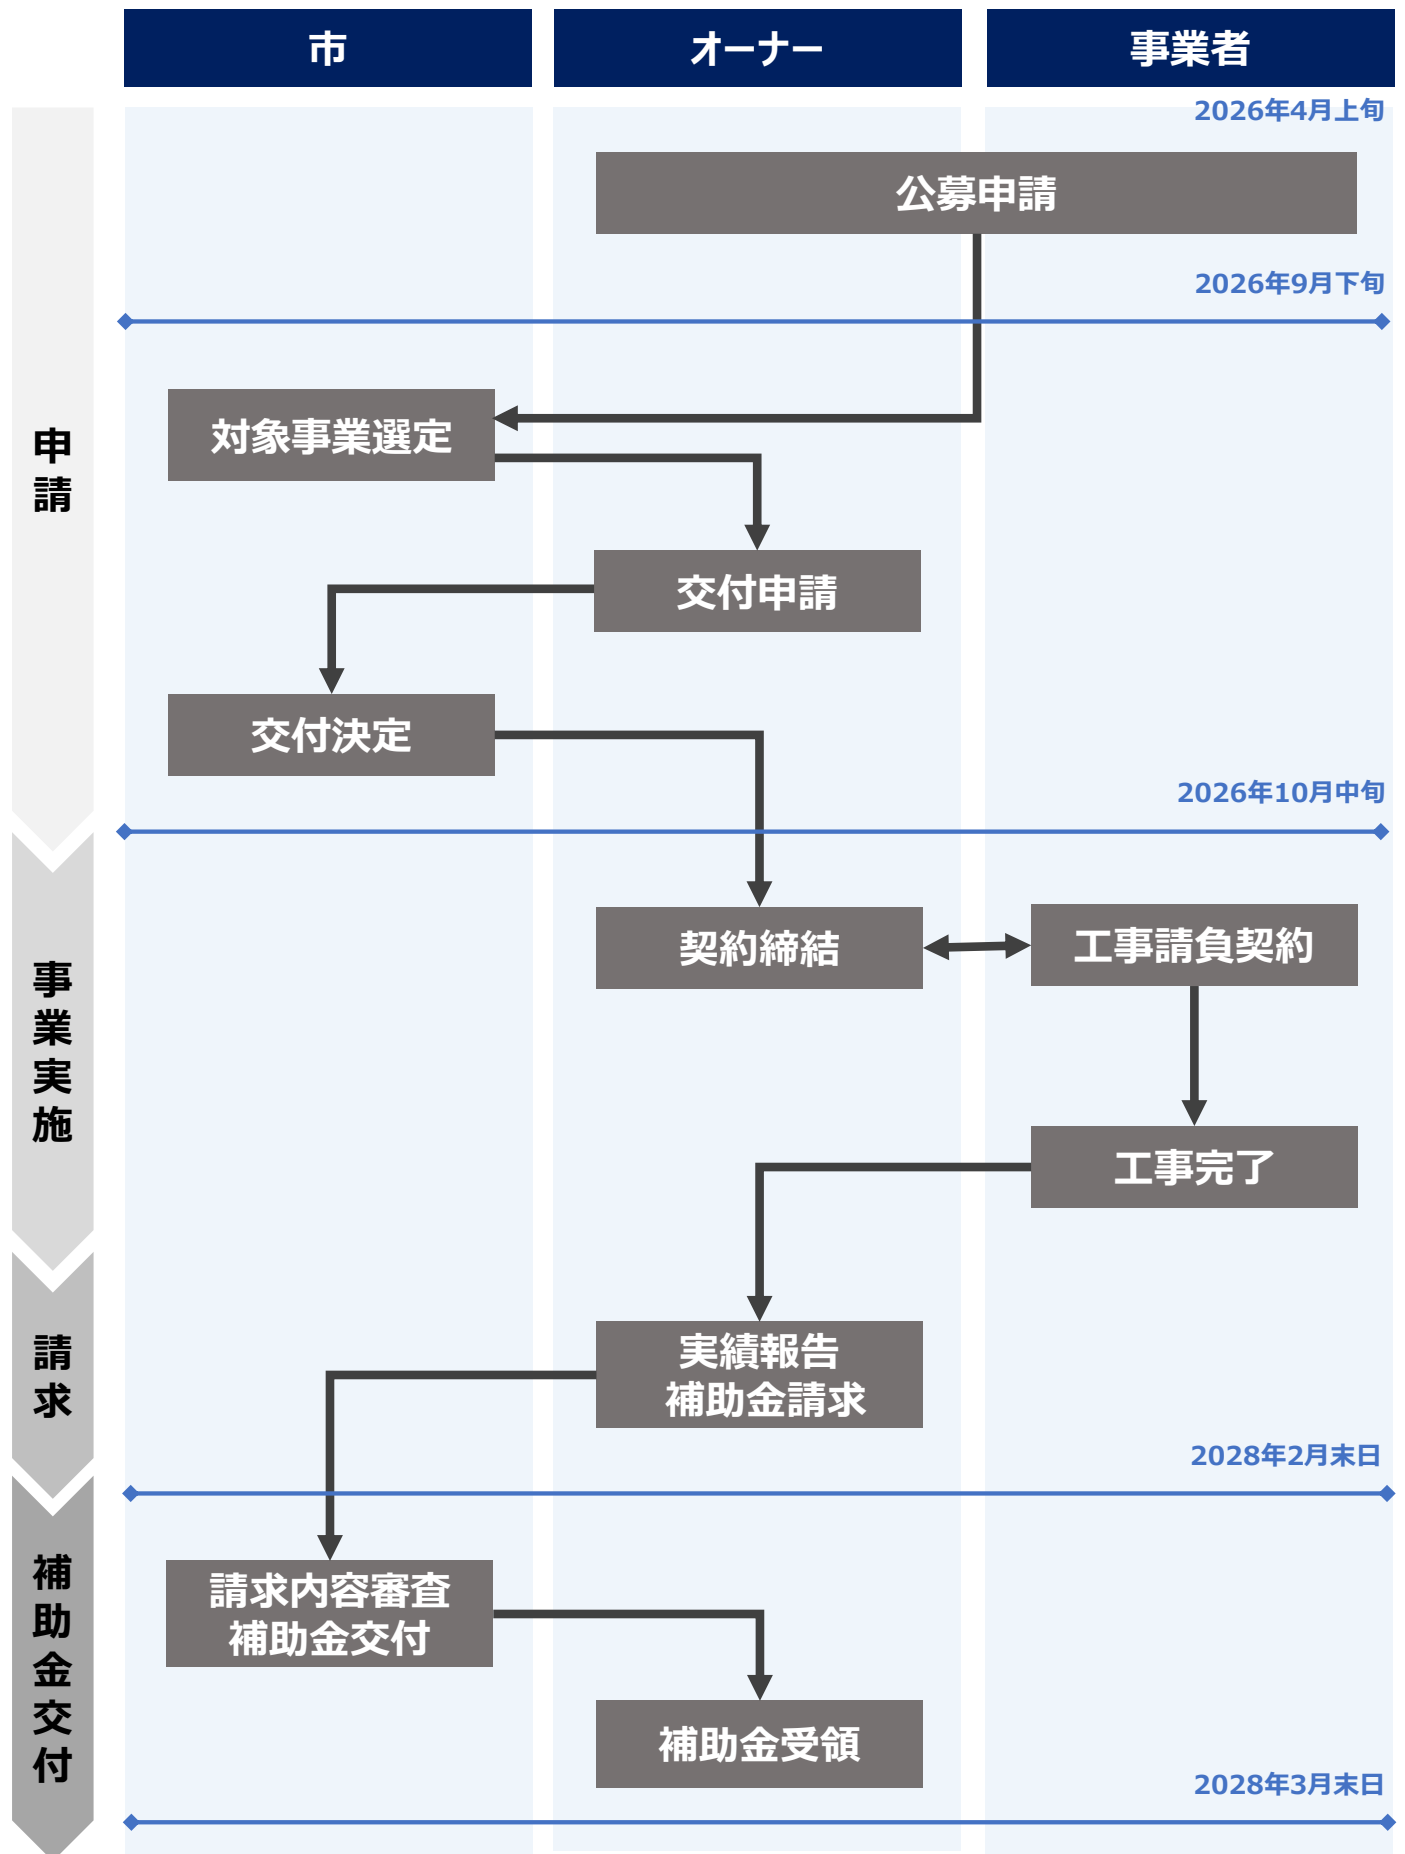 市
オーナー
事業者
2026年4月上旬
公募申請
2026年9月下旬
申請
対象事業選定
交付申請
交付決定
2026年10月中旬
事業実施
契約締結
工事請負契約
工事完了
請求
実績報告
補助金請求
2028年2月末日
補助金交付
請求内容審査
補助金交付
補助金受領
2028年3月末日